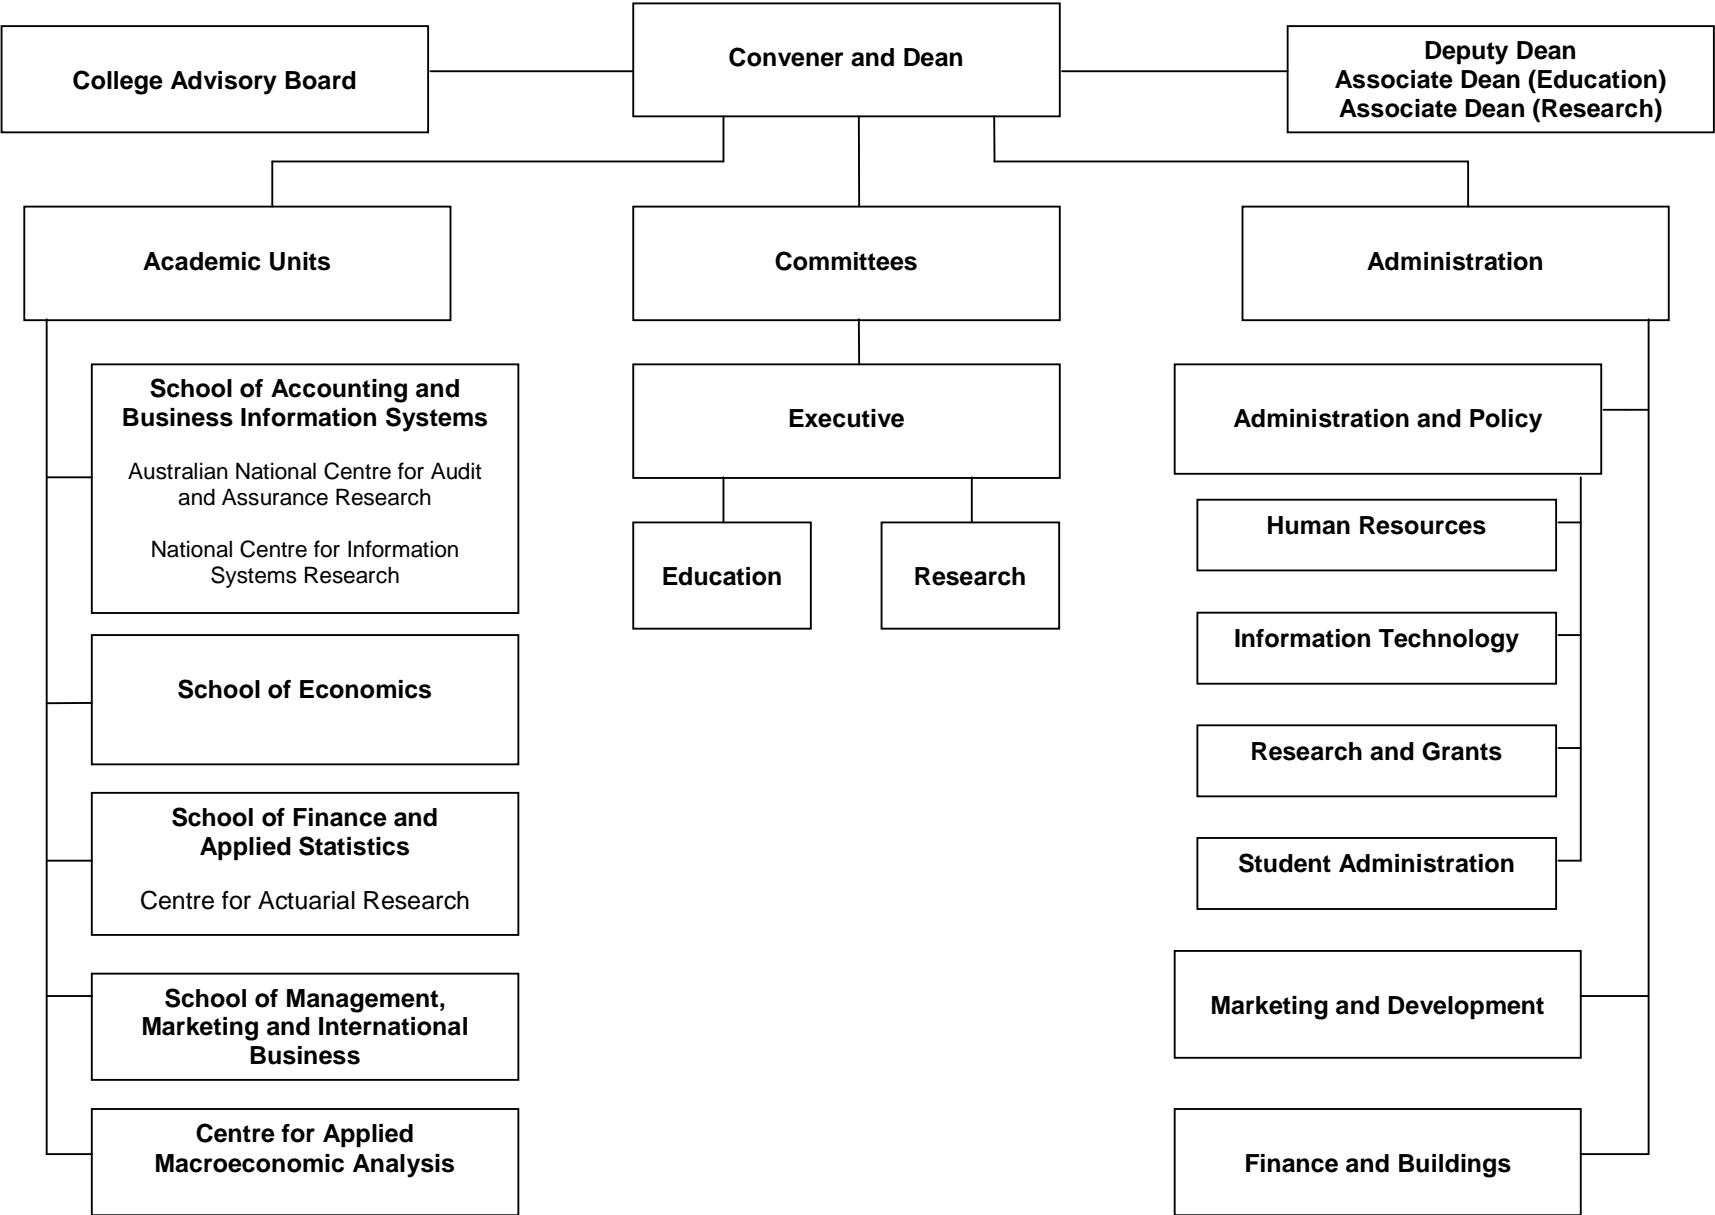 College Advisory Board
Convener and Dean
Deputy Dean
Associate Dean (Education)
Associate Dean (Research)
Academic Units
Committees
Administration
School of Accounting and
Business Information Systems
Australian National Centre for Audit
and Assurance Research
National Centre for Information
Systems Research
School of Economics
School of Finance and
Applied Statistics
Centre for Actuarial Research
School of Management,
Marketing and International
Business
Centre for Applied
Macroeconomic Analysis
Executive
Education
Research
Administration and Policy
Human Resources
Information Technology
Research and Grants
Student Administration
Marketing and Development
Finance and Buildings